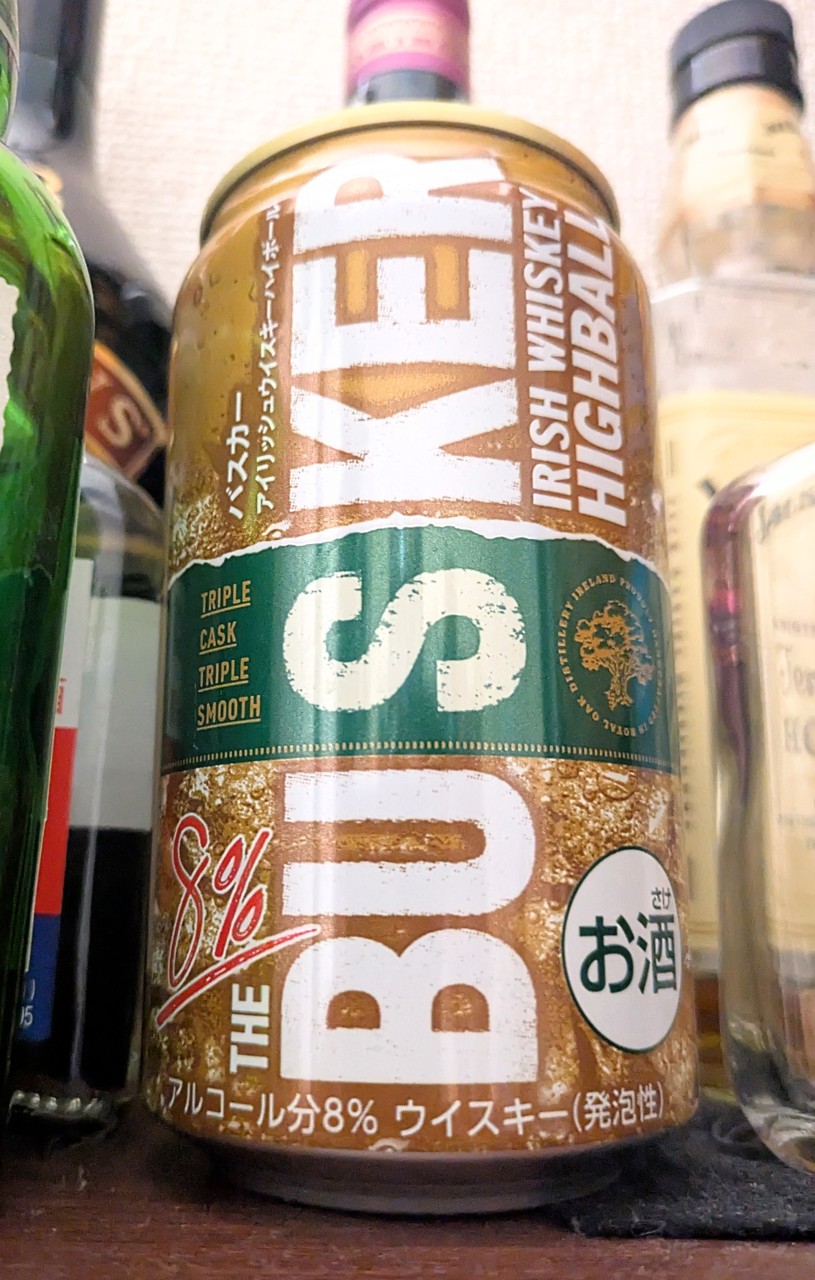 THE BUSKER
IRISH WHISKEY
HIGHBALL
バスカー
アイリッシュウイスキーハイボール
TRIPLE
CASK
TRIPLE
SMOOTH
8%
さけ
お酒
アルコール分8% ウイスキー(発泡性)